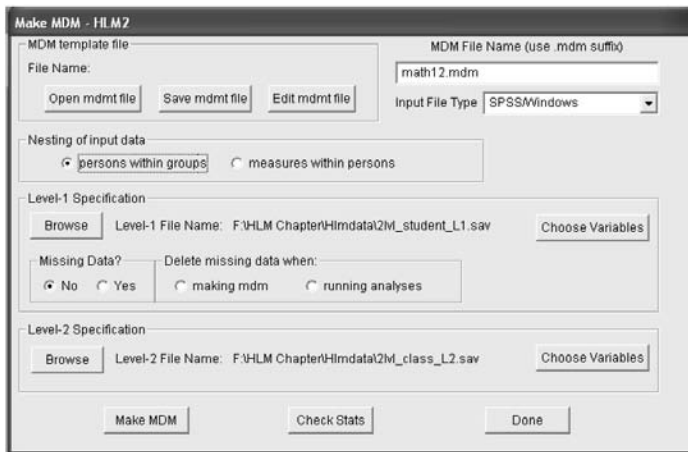 Make MDM - HLM2
MDM template file
File Name:
Open mdmt file
Save mdmt file
Edit mdmt file
MDM File Name (use .mdm suffix)
math12.mdm
Input File Type SPSS/Windows
Nesting of input data
persons within groups
measures within persons
Level-1 Specification
Browse
Level-1 File Name: F:\HLM Chapter\Hlmdata\2lvl_student_L1.sav
Choose Variables
Missing Data?
No Yes
Delete missing data when:
making mdm
running analyses
Level-2 Specification
Browse
Level-2 File Name: F:\HLM Chapter\Hlmdata\2lvl_class_L2.sav
Choose Variables
Make MDM
Check Stats
Done